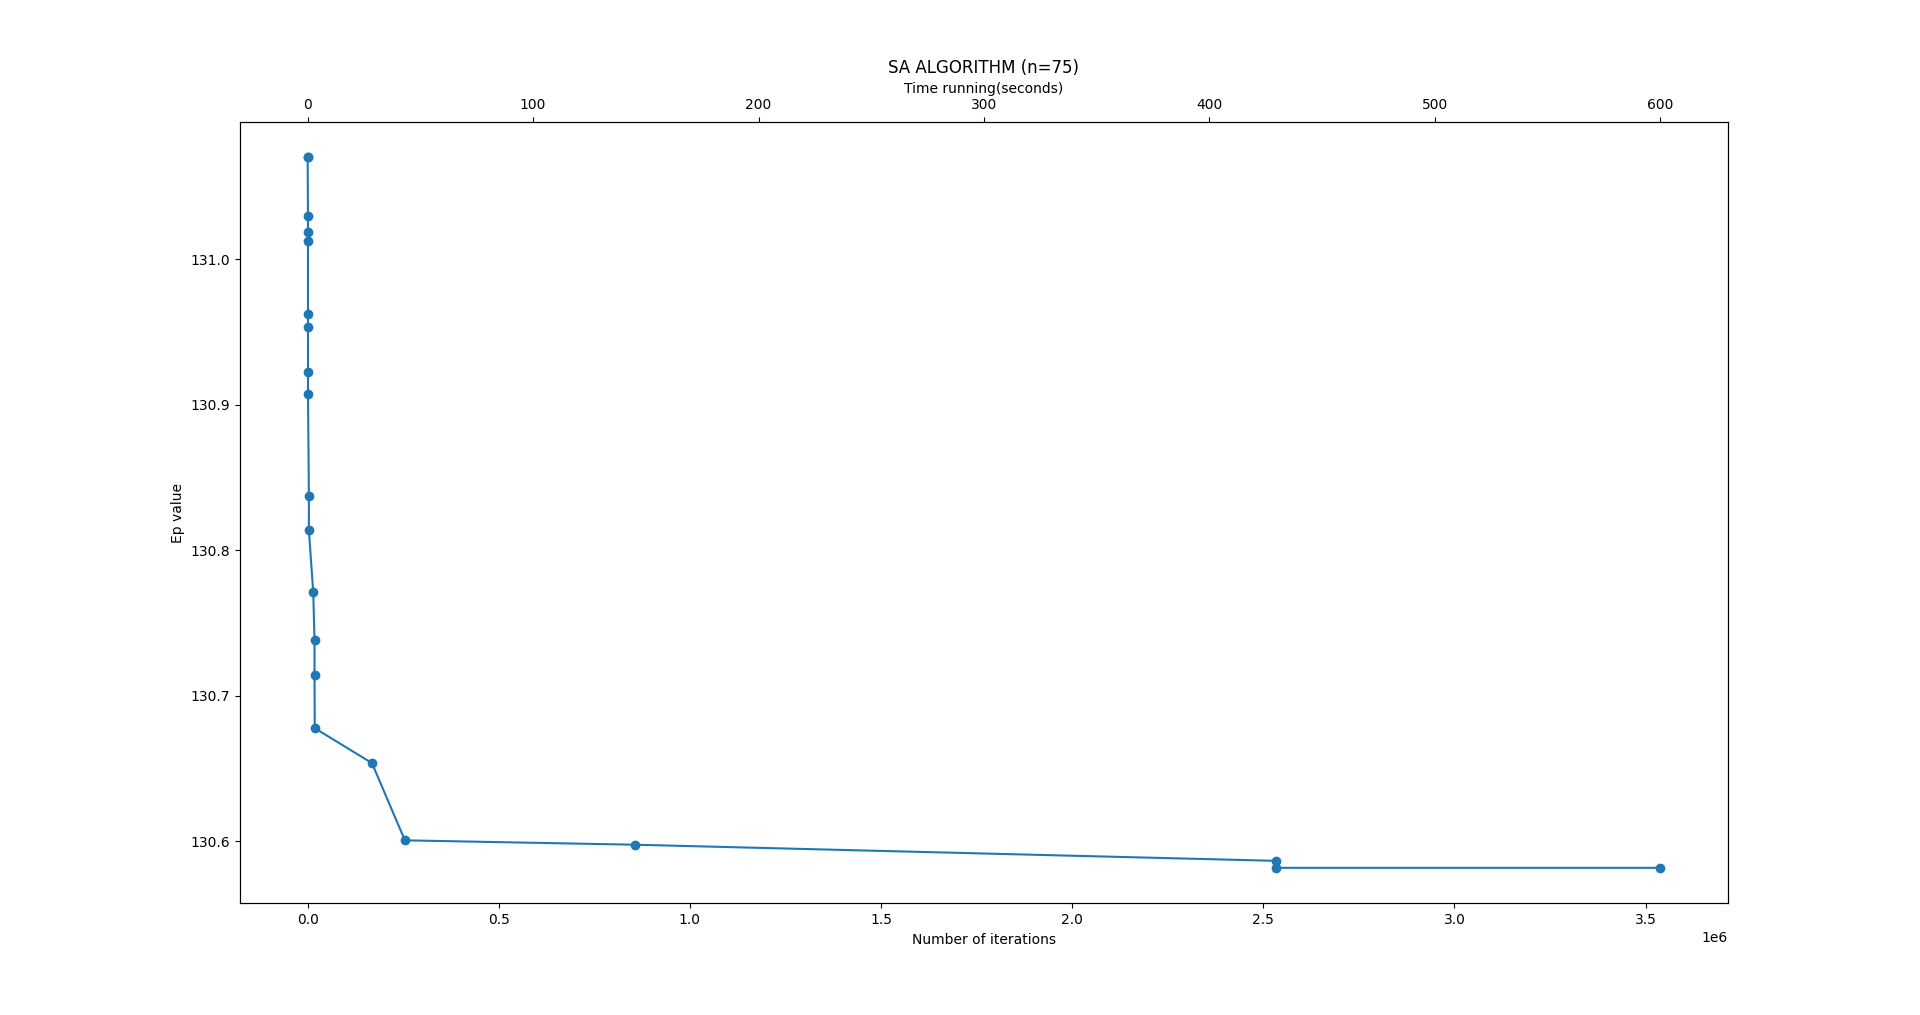 SA ALGORITHM (n=75)
Time running(seconds)
0 100 200 300 400 500 600
131.0
130.9
130.8
130.7
130.6
Ep value
0.0 0.5 1.0 1.5 2.0 2.5 3.0 3.5
Number of iterations
1e6